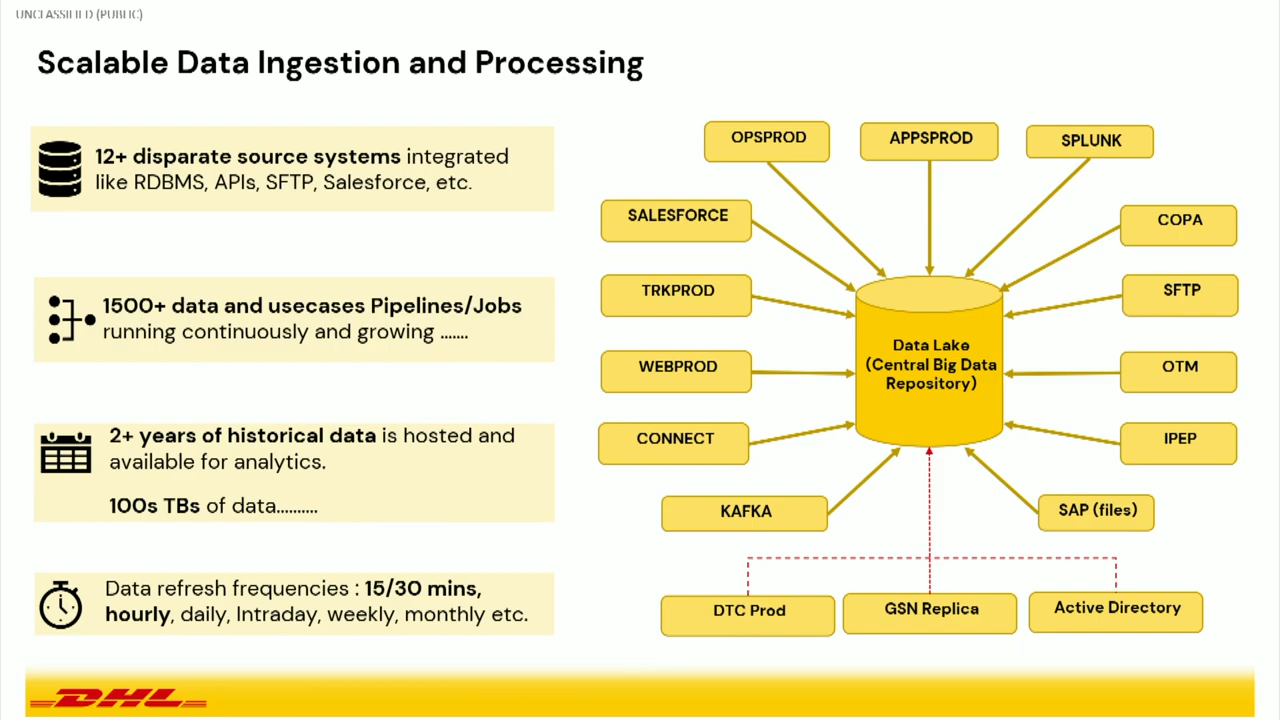 UNCLASSIFIED (PUBLIC)
Scalable Data Ingestion and Processing
12+ disparate source systems integrated
like RDBMS, APIs, SFTP, Salesforce, etc.
1500+ data and usecases Pipelines/Jobs
running continuously and growing .......
2+ years of historical data is hosted and
available for analytics.
100s TBs of data..........
Data refresh frequencies : 15/30 mins,
hourly, daily, Intraday, weekly, monthly etc.
OPSPROD
APPSPROD
SPLUNK
SALESFORCE
COPA
TRKPROD
SFTP
Data Lake
(Central Big Data
Repository)
WEBPROD
OTM
CONNECT
IPEP
KAFKA
SAP (files)
DTC Prod
GSN Replica
Active Directory
DHL